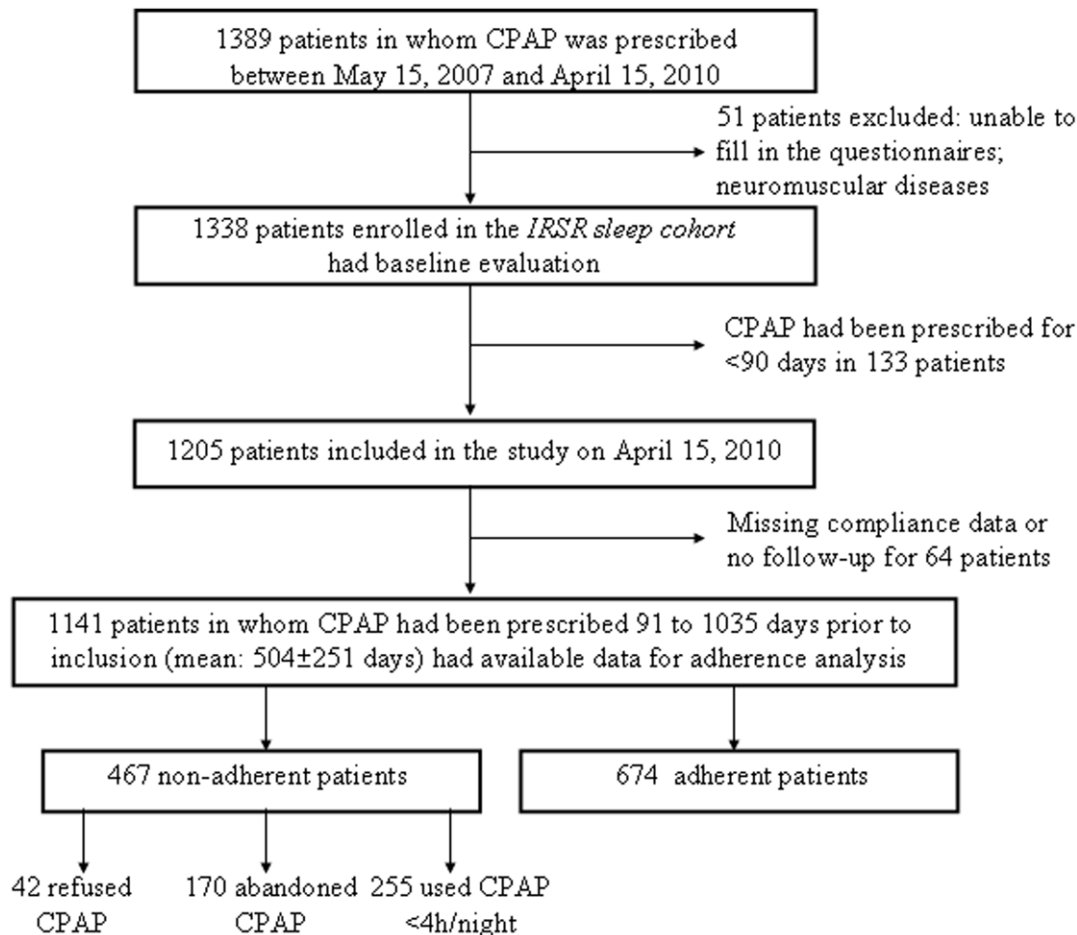 1389 patients in whom CPAP was prescribed
between May 15, 2007 and April 15, 2010
51 patients excluded: unable to
fill in the questionnaires;
neuromuscular diseases
1338 patients enrolled in the IRSR sleep cohort
had baseline evaluation
CPAP had been prescribed for
<90 days in 133 patients
1205 patients included in the study on April 15, 2010
Missing compliance data or
no follow-up for 64 patients
1141 patients in whom CPAP had been prescribed 91 to 1035 days prior to
inclusion (mean: 504±251 days) had available data for adherence analysis
467 non-adherent patients
674 adherent patients
42 refused
CPAP
170 abandoned
CPAP
255 used CPAP
<4h/night